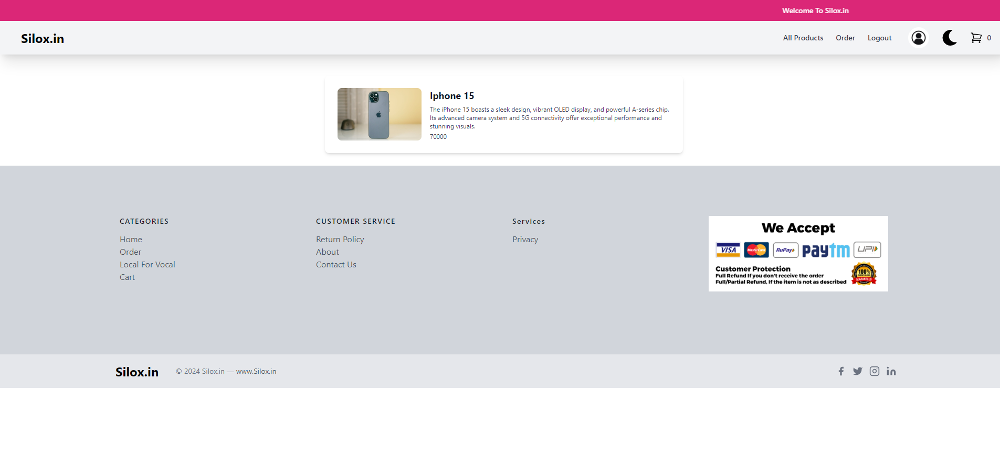 Welcome To Silox.in
Silox.in
All Products
Order
Logout
0
Iphone 15
The iPhone 15 boasts a sleek design, vibrant OLED display, and powerful A-series chip.
Its advanced camera system and 5G connectivity offer exceptional performance and
stunning visuals.
70000
CATEGORIES
Home
Order
Local For Vocal
Cart
CUSTOMER SERVICE
Return Policy
About
Contact Us
Services
Privacy
We Accept
VISA
MasterCard
RuPay
paytm
UPI
Customer Protection
Full Refund If you don't receive the order
Full/Partial Refund, If the item is not as described
100%
MONEY BACK
GUARANTEED
Silox.in
© 2024 Silox.in — www.Silox.in